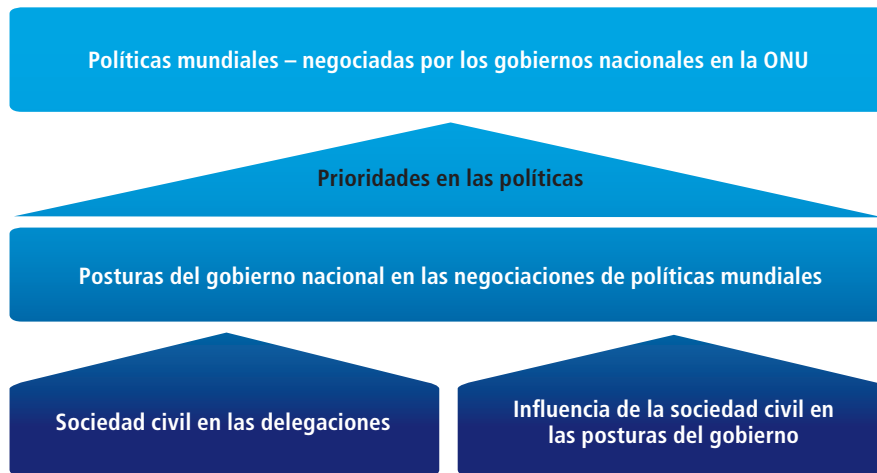 Políticas mundiales – negociadas por los gobiernos nacionales en la ONU
Prioridades en las políticas
Posturas del gobierno nacional en las negociaciones de políticas mundiales
Sociedad civil en las delegaciones
Influencia de la sociedad civil en
las posturas del gobierno